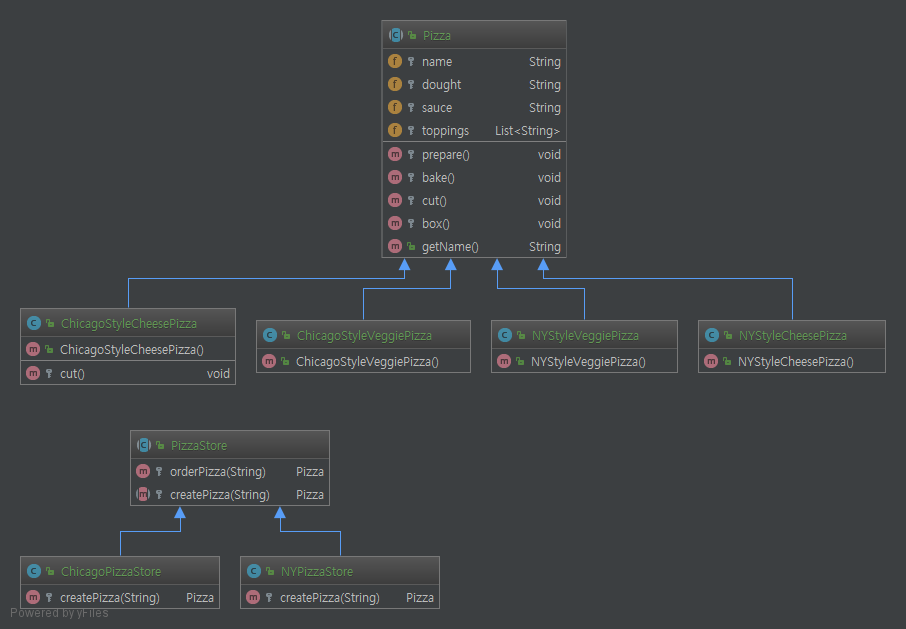 Pizza
name String
dought String
sauce String
toppings List<String>
prepare() void
bake() void
cut() void
box() void
getName() String
ChicagoStyleCheesePizza
ChicagoStyleCheesePizza()
cut() void
ChicagoStyleVeggiePizza
ChicagoStyleVeggiePizza()
NYStyleVeggiePizza
NYStyleVeggiePizza()
NYStyleCheesePizza
NYStyleCheesePizza()
PizzaStore
orderPizza(String) Pizza
createPizza(String) Pizza
ChicagoPizzaStore
createPizza(String) Pizza
NYPizzaStore
createPizza(String) Pizza
Powered by yFiles